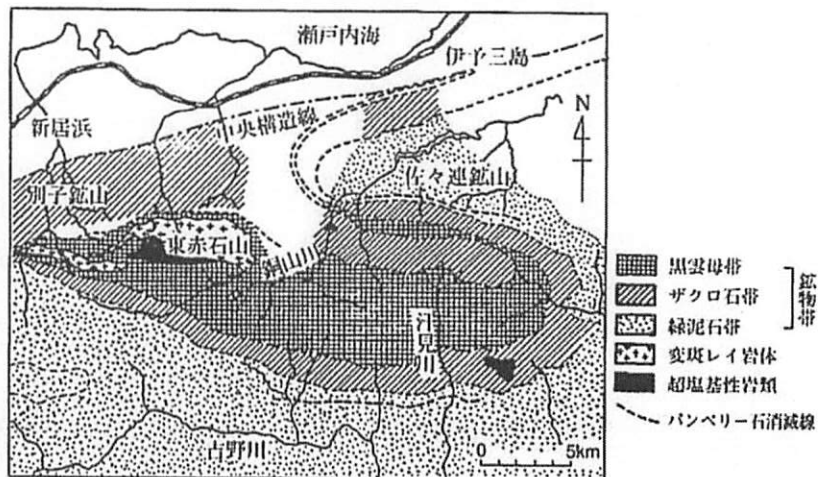 瀬戸内海
伊予三島
新居浜
中央構造線
N
別子鉱山
佐々連鉱山
東赤石山
銅山川
汗見川
吉野川
0 5km
黒雲母帯
ザクロ石帯
緑泥石帯
鉱物帯
変斑レイ岩体
超塩基性岩類
パンペリー石消滅線